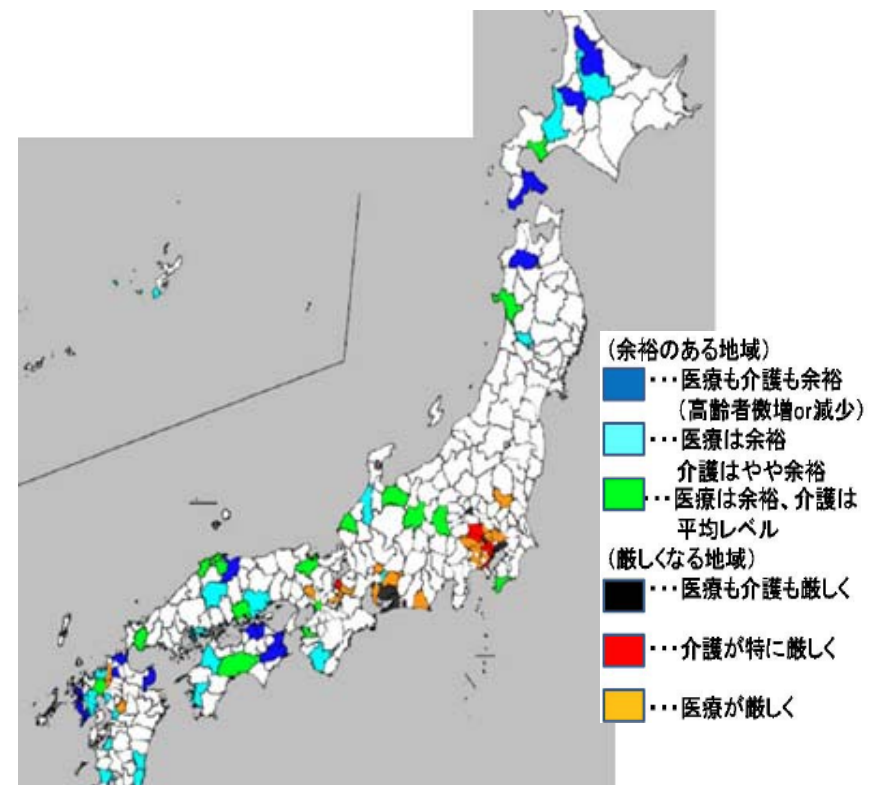 (余裕のある地域)
・・・医療も介護も余裕
(高齢者微増or減少)
・・・医療は余裕
介護はやや余裕
・・・医療は余裕、介護は
平均レベル
(厳しくなる地域)
・・・医療も介護も厳しく
・・・介護が特に厳しく
・・・医療が厳しく